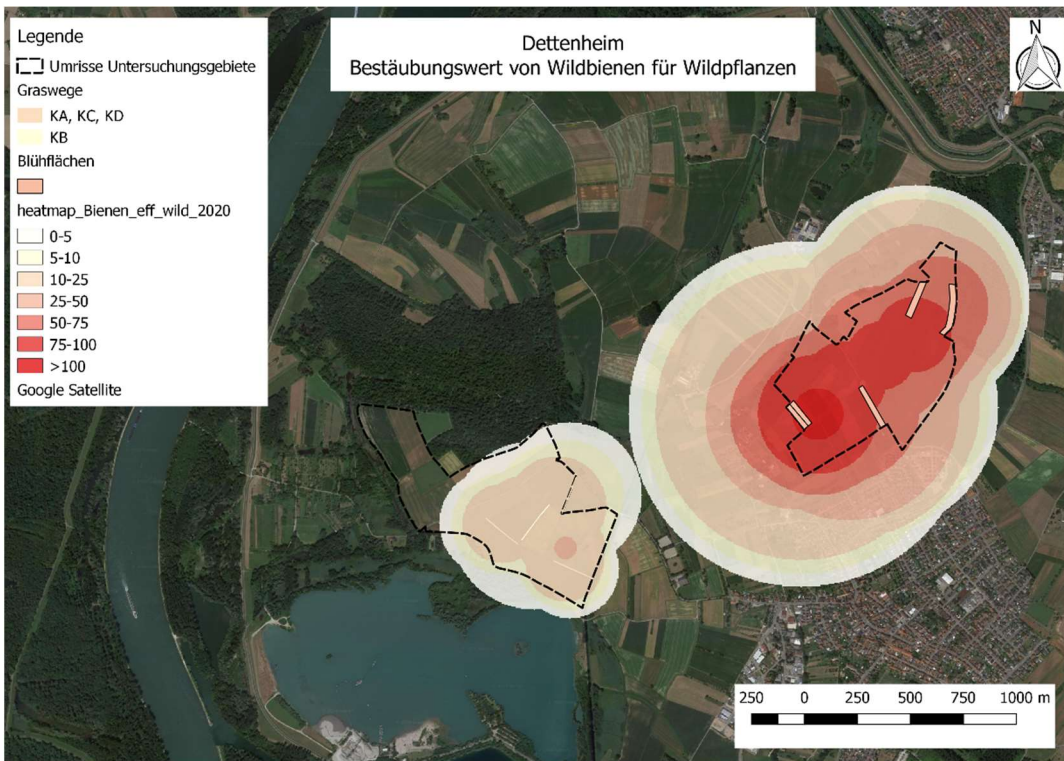 Dettenheim
Bestäubungswert von Wildbienen für Wildpflanzen
N
Legende
Umrisse Untersuchungsgebiete
Graswege
KA, KC, KD
KB
Blühflächen
heatmap_Bienen_eff_wild_2020
0-5
5-10
10-25
25-50
50-75
75-100
>100
Google Satellite
250 0 250 500 750 1000 m